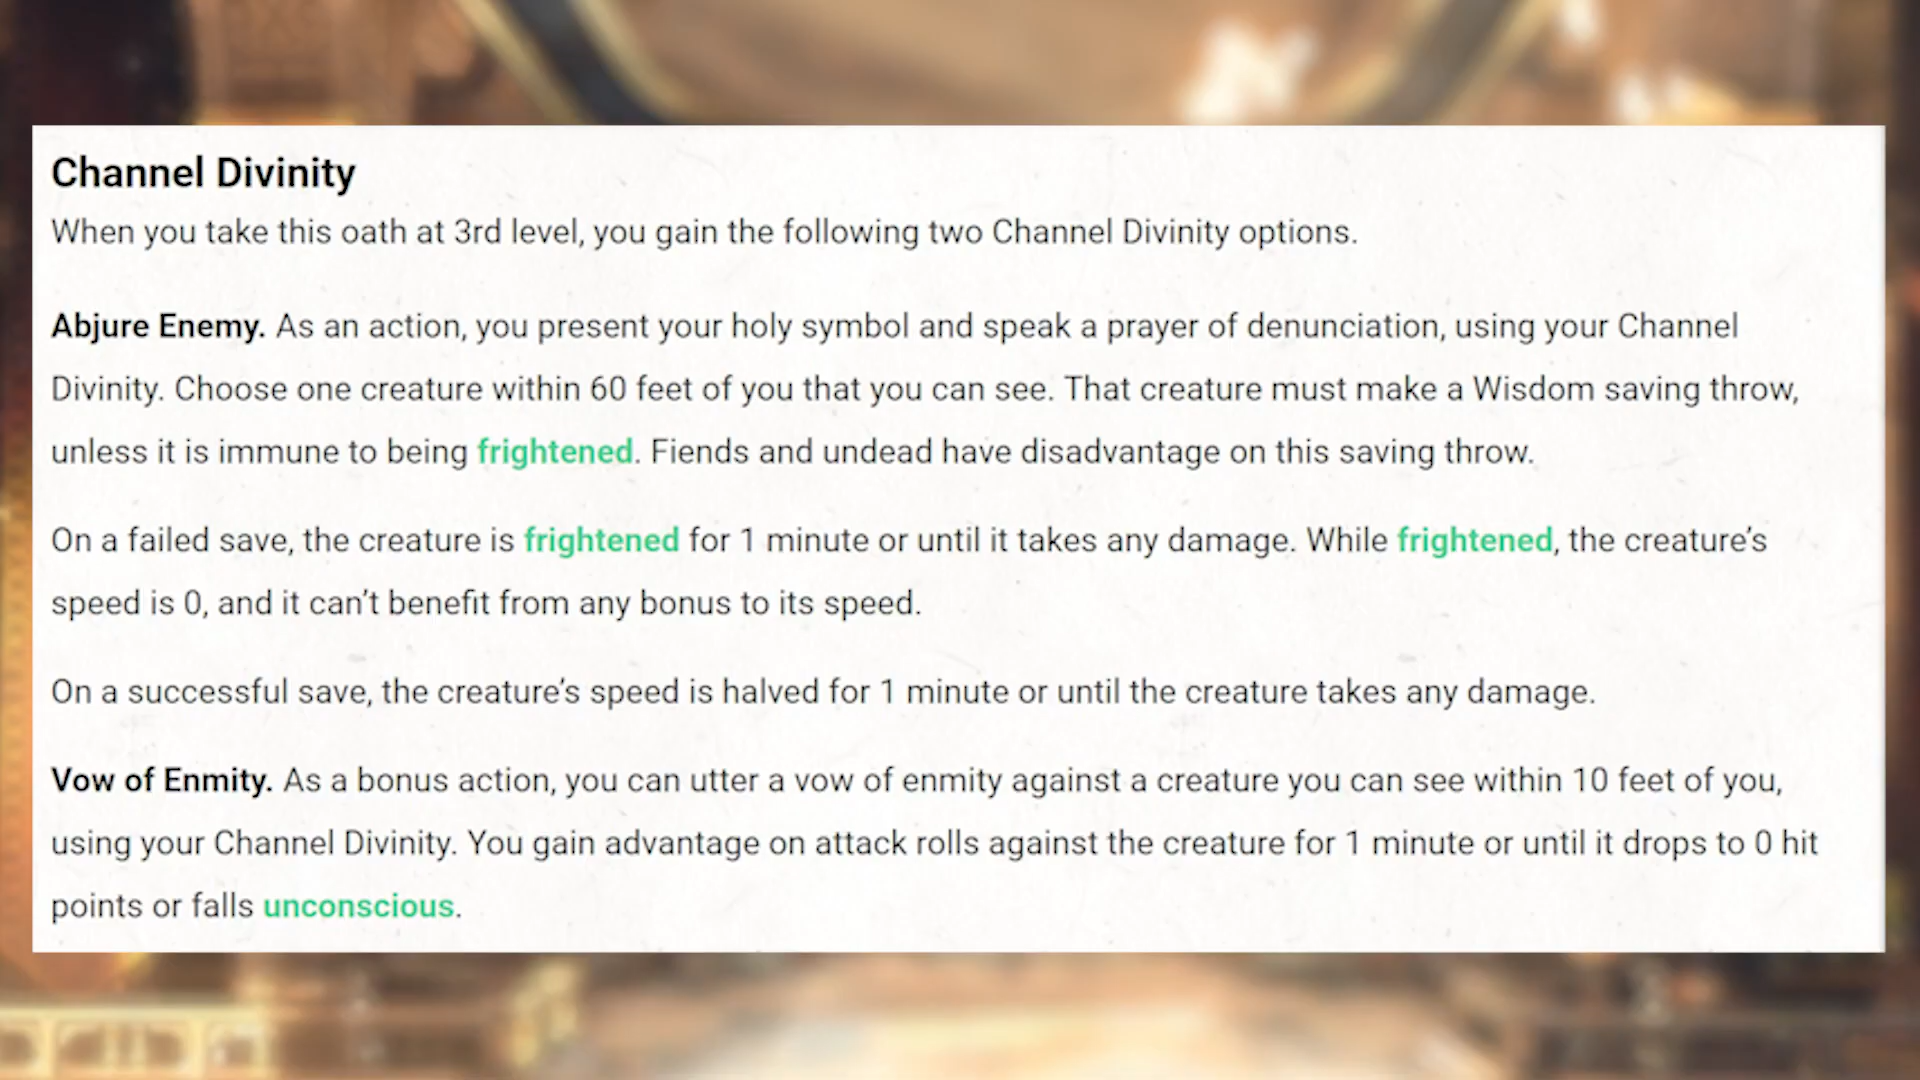 Channel Divinity
When you take this oath at 3rd level, you gain the following two Channel Divinity options.
Abjure Enemy. As an action, you present your holy symbol and speak a prayer of denunciation, using your Channel
Divinity. Choose one creature within 60 feet of you that you can see. That creature must make a Wisdom saving throw,
unless it is immune to being frightened. Fiends and undead have disadvantage on this saving throw.
On a failed save, the creature is frightened for 1 minute or until it takes any damage. While frightened, the creature’s
speed is 0, and it can’t benefit from any bonus to its speed.
On a successful save, the creature’s speed is halved for 1 minute or until the creature takes any damage.
Vow of Enmity. As a bonus action, you can utter a vow of enmity against a creature you can see within 10 feet of you,
using your Channel Divinity. You gain advantage on attack rolls against the creature for 1 minute or until it drops to 0 hit
points or falls unconscious.